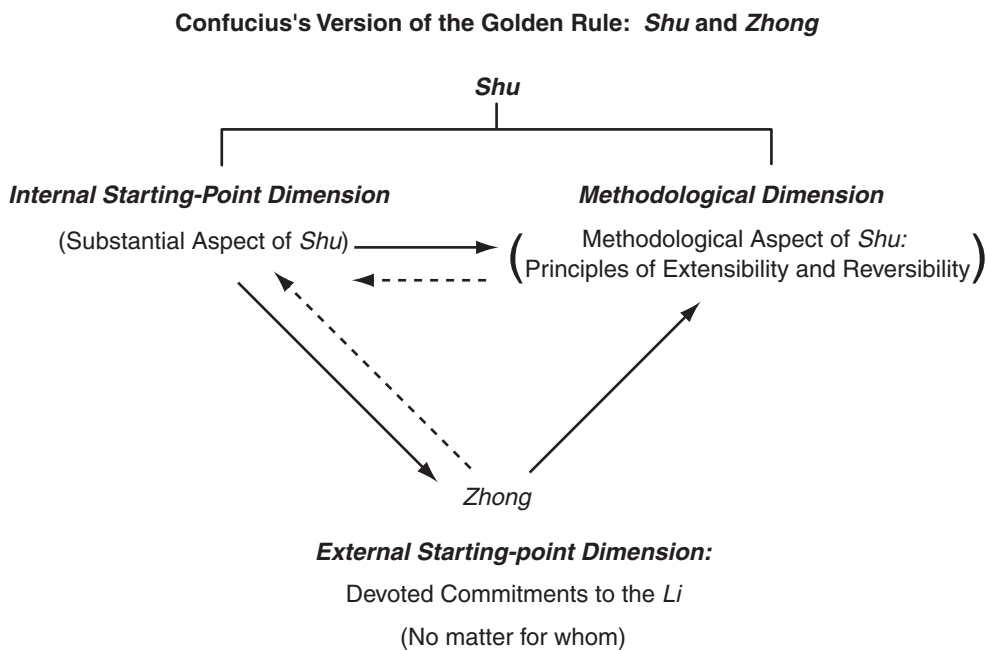 Confucius's Version of the Golden Rule: Shu and Zhong
Shu
Internal Starting-Point Dimension
(Substantial Aspect of Shu)
Methodological Dimension
(Methodological Aspect of Shu:
Principles of Extensibility and Reversibility)
Zhong
External Starting-point Dimension:
Devoted Commitments to the Li
(No matter for whom)